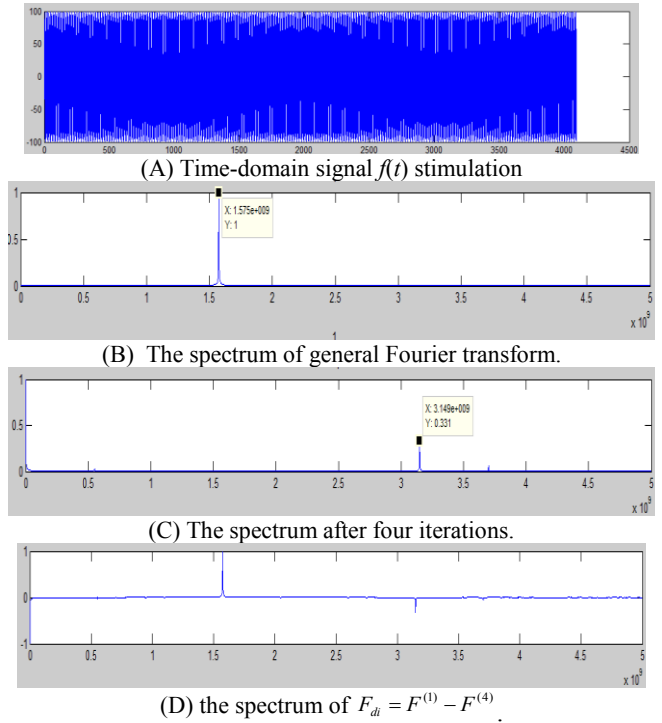 100
50
0
-50
-100
0 500 1000 1500 2000 2500 3000 3500 4000 4500
(A) Time-domain signal f(t) stimulation
1
0.5
0
X: 1.575e+009
Y: 1
0 0.5 1 1.5 2 2.5 3 3.5 4 4.5 5
x 10^9
1
(B) The spectrum of general Fourier transform.
1
0.5
0
X: 3.149e+009
Y: 0.331
0 0.5 1 1.5 2 2.5 3 3.5 4 4.5 5
x 10^9
(C) The spectrum after four iterations.
1
0
-1
0 0.5 1 1.5 2 2.5 3 3.5 4 4.5 5
x 10^9
(D) the spectrum of F_{di} = F^{(1)} − F^{(4)} .